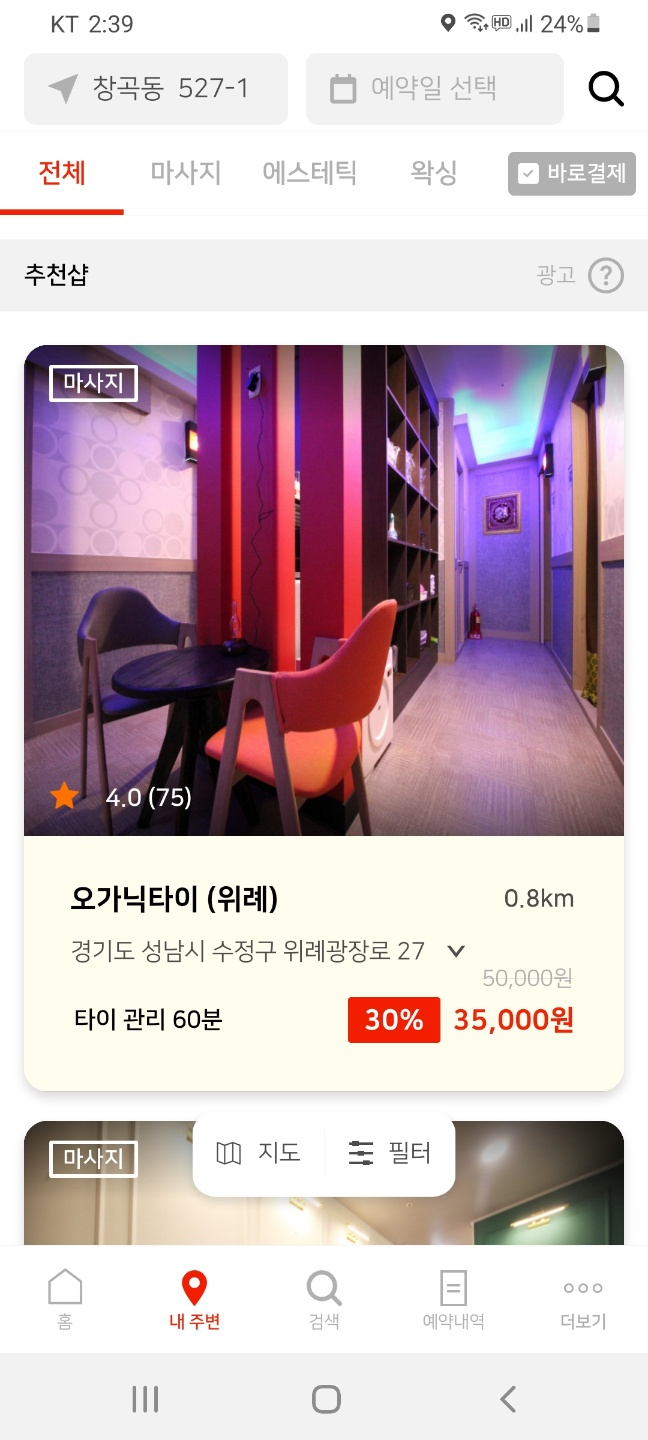 KT 2:39 HD 24%
창곡동 527-1 예약일 선택
전체 마사지 에스테틱 왁싱 바로결제
추천샵 광고 ?
마사지
4.0 (75)
오가닉타이 (위례) 0.8km
경기도 성남시 수정구 위례광장로 27
50,000원
타이 관리 60분 30% 35,000원
마사지
지도 필터
홈 내 주변 검색 예약내역 더보기